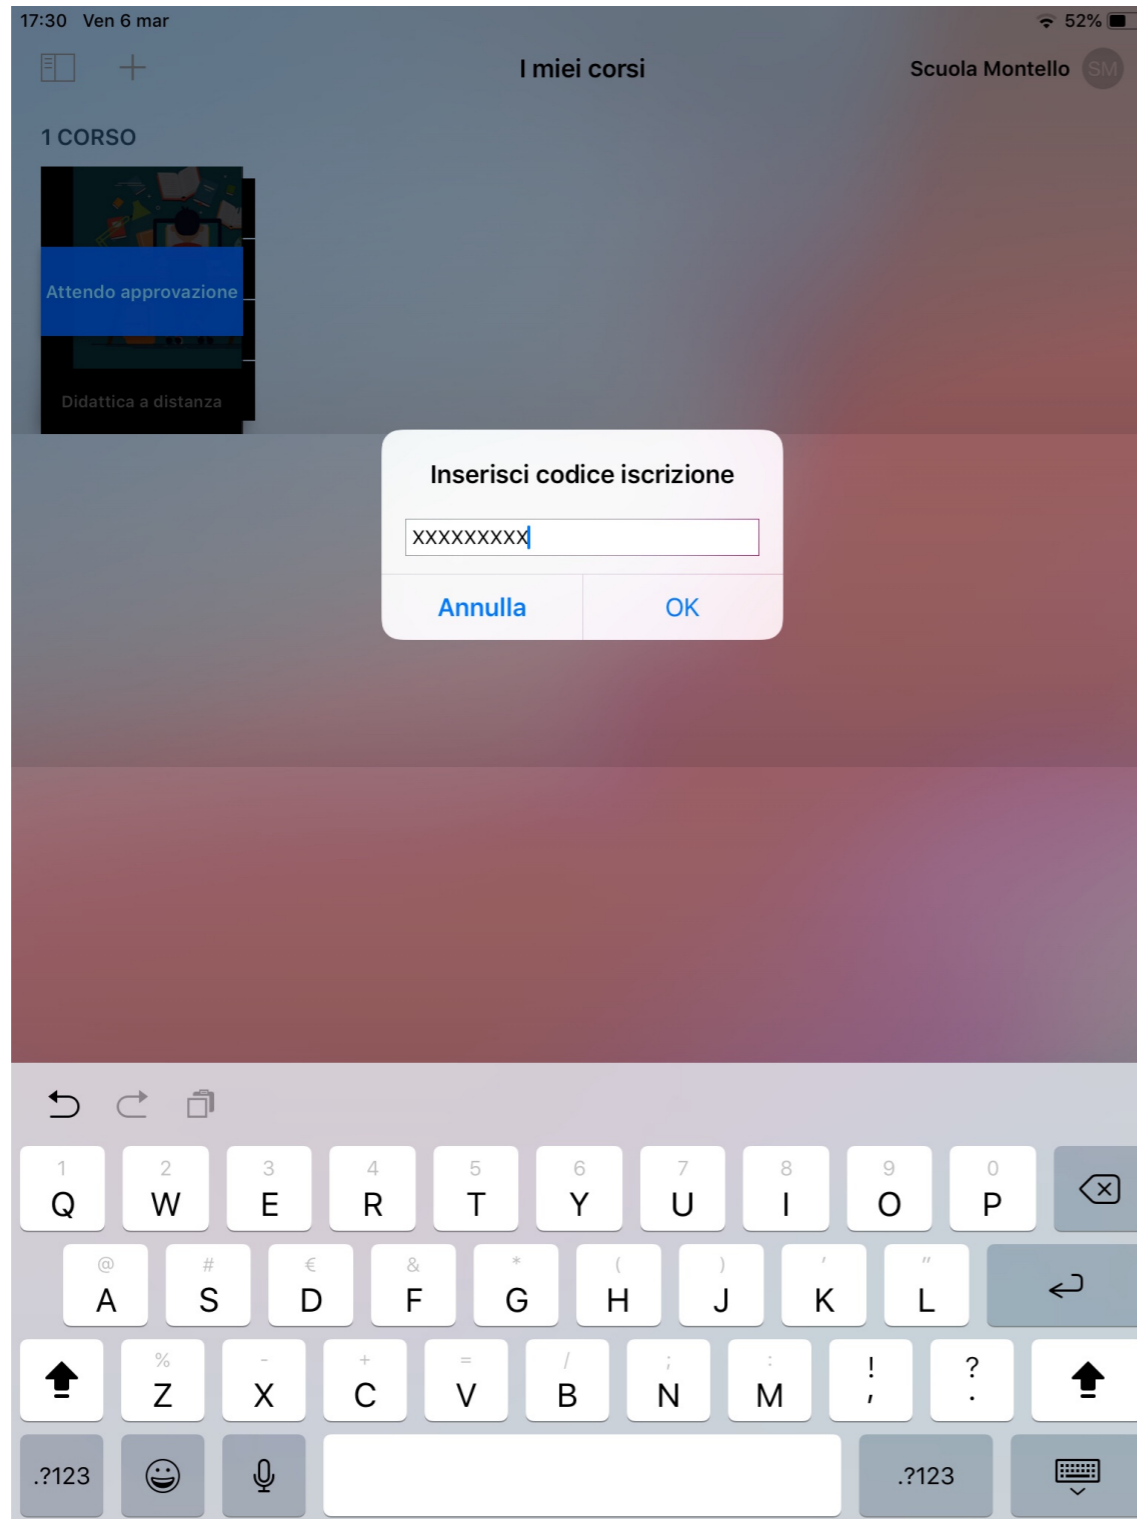 17:30 Ven 6 mar 52%
I miei corsi
Scuola Montello SM
1 CORSO
Attendo approvazione
Didattica a distanza
Inserisci codice iscrizione
XXXXXXXXX
Annulla OK
1 2 3 4 5 6 7 8 9 0
Q W E R T Y U I O P
@ # € & * ( ) ' "
A S D F G H J K L
% - + = / ; : ! ?
Z X C V B N M , .
.?123 .?123